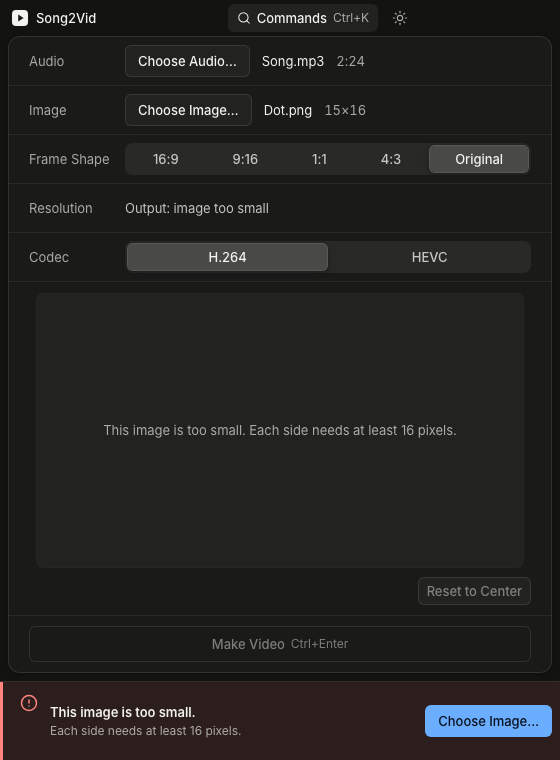 Song2Vid
Commands Ctrl+K
Audio Choose Audio... Song.mp3 2:24
Image Choose Image... Dot.png 15×16
Frame Shape 16:9 9:16 1:1 4:3 Original
Resolution Output: image too small
Codec H.264 HEVC
This image is too small. Each side needs at least 16 pixels.
Reset to Center
Make Video Ctrl+Enter
This image is too small.
Each side needs at least 16 pixels.
Choose Image...